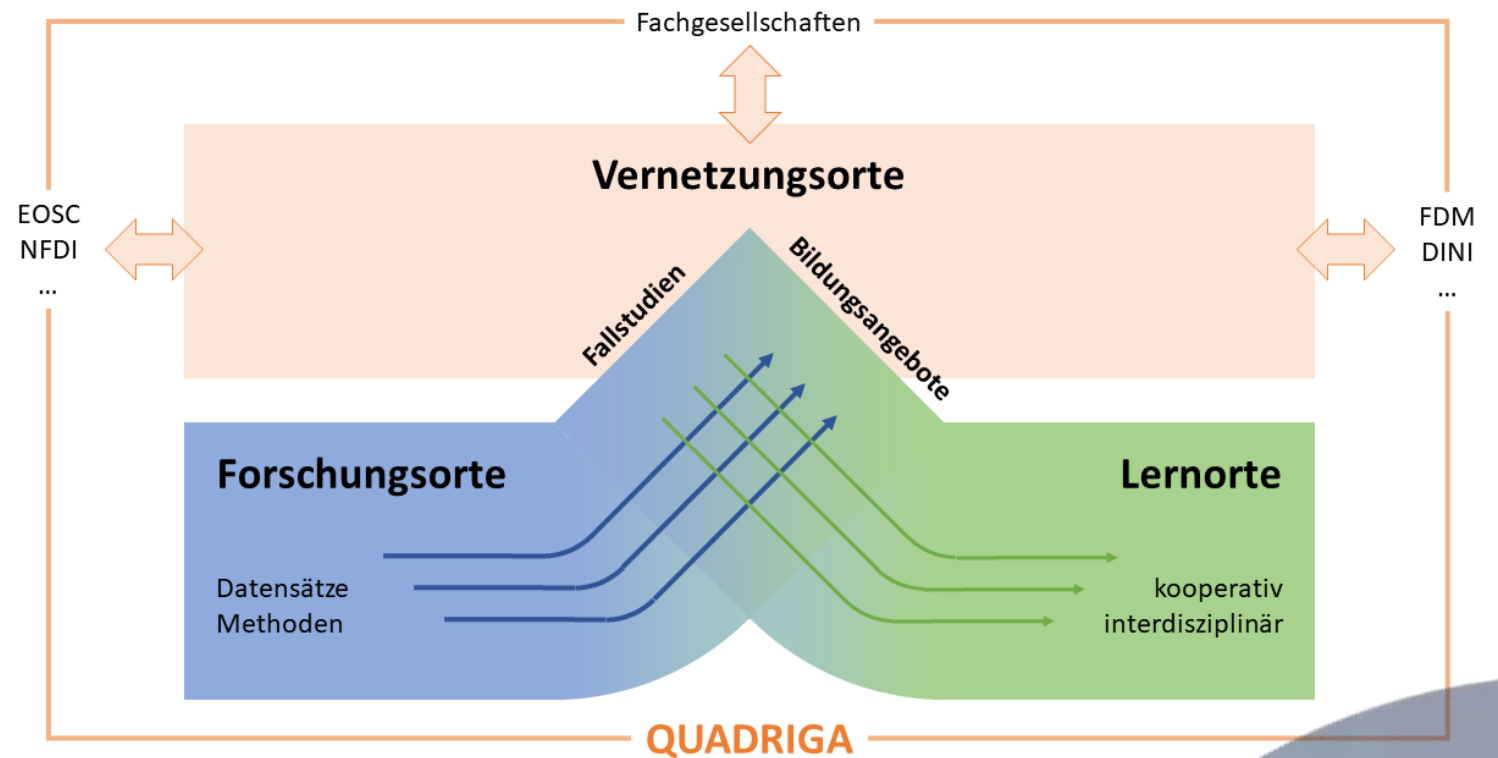 Fachgesellschaften
Vernetzungsorte
EOSC
NFDI
...
FDM
DINI
...
Fallstudien
Bildungsangebote
Forschungsorte
Datensätze
Methoden
Lernorte
kooperativ
interdisziplinär
QUADRIGA